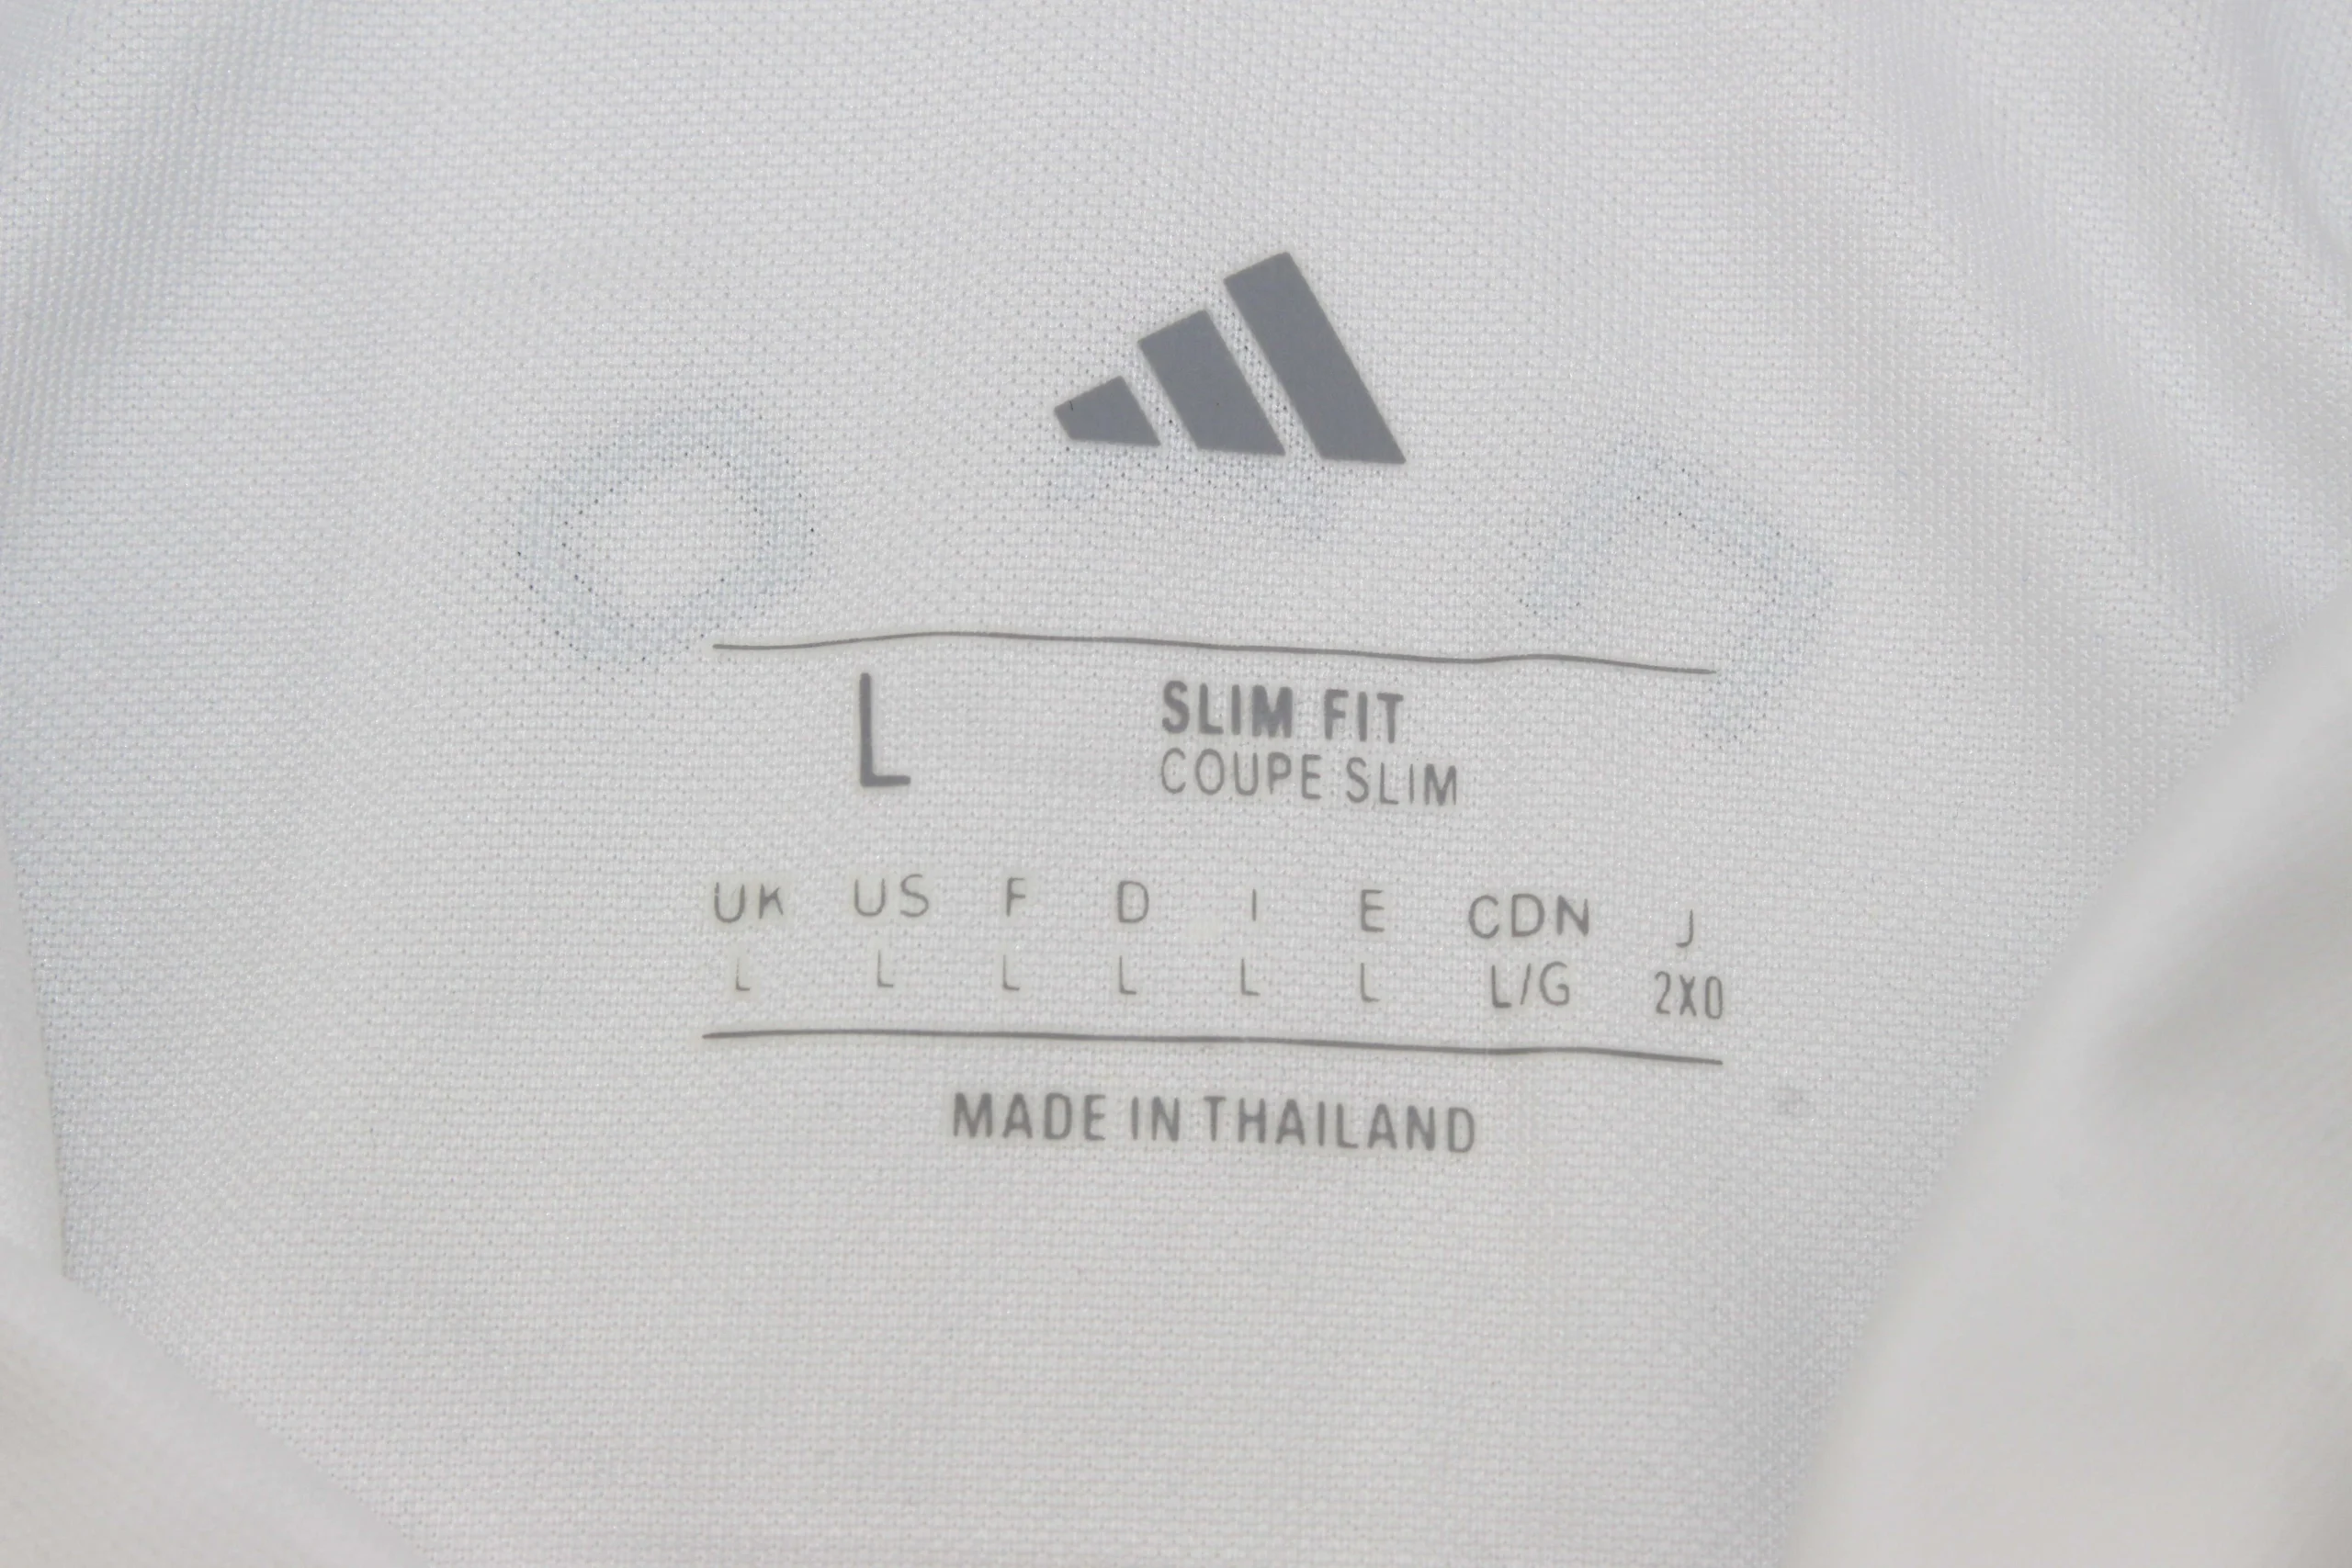 L
SLIM FIT
COUPE SLIM
UK US F D I E CDN J
L L L L L L L/G 2XO
MADE IN THAILAND